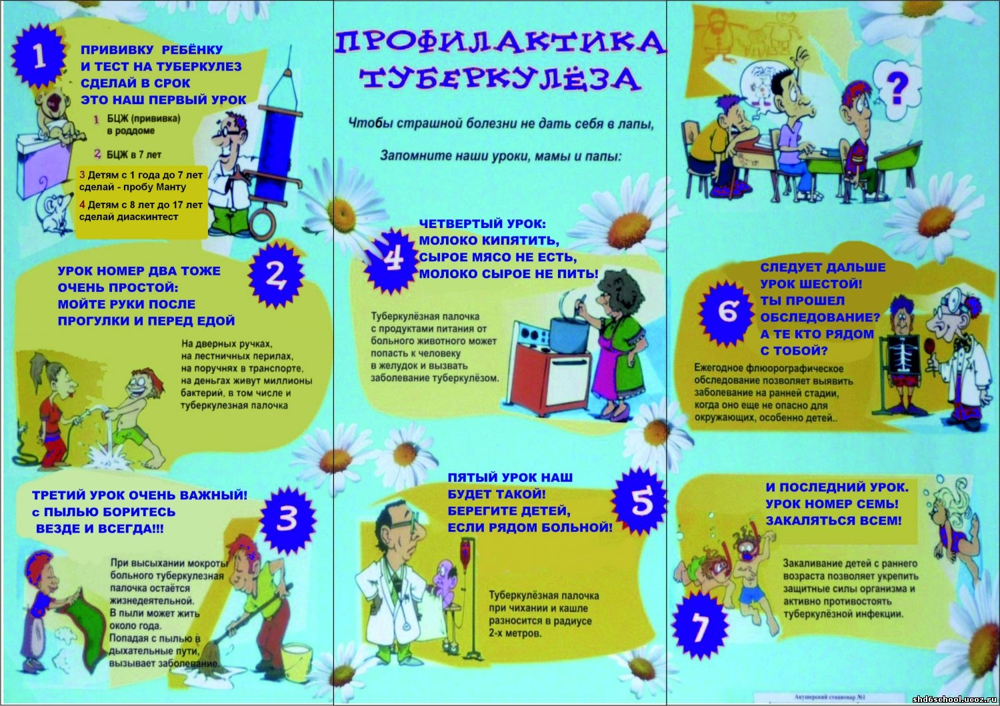 ПРОФИЛАКТИКА
ТУБЕРКУЛЁЗА
Чтобы страшной болезни не дать себя в лапы,
Запомните наши уроки, мамы и папы:
1
ПРИВИВКУ РЕБЁНКУ
И ТЕСТ НА ТУБЕРКУЛЕЗ
СДЕЛАЙ В СРОК
ЭТО НАШ ПЕРВЫЙ УРОК
1 БЦЖ (прививка)
в роддоме
2 БЦЖ в 7 лет
3 Детям с 1 года до 7 лет
сделай - пробу Манту
4 Детям с 8 лет до 17 лет
сделай диаскинтест
2
УРОК НОМЕР ДВА ТОЖЕ
ОЧЕНЬ ПРОСТОЙ:
МОЙТЕ РУКИ ПОСЛЕ
ПРОГУЛКИ И ПЕРЕД ЕДОЙ
На дверных ручках,
на лестничных перилах,
на поручнях в транспорте,
на деньгах живут миллионы
бактерий, в том числе и
туберкулезная палочка
3
ТРЕТИЙ УРОК ОЧЕНЬ ВАЖНЫЙ!
с ПЫЛЬЮ БОРИТЕСЬ
ВЕЗДЕ И ВСЕГДА!!!
При высыхании мокроты
больного туберкулезная
палочка остаётся
жизнедеятельной.
В пыли может жить
около года.
Попадая с пылью в
дыхательные пути,
вызывает заболевание.
4
ЧЕТВЕРТЫЙ УРОК:
МОЛОКО КИПЯТИТЬ,
СЫРОЕ МЯСО НЕ ЕСТЬ,
МОЛОКО СЫРОЕ НЕ ПИТЬ!
Туберкулёзная палочка
с продуктами питания от
больного животного может
попасть к человеку
в желудок и вызвать
заболевание туберкулёзом.
5
ПЯТЫЙ УРОК НАШ
БУДЕТ ТАКОЙ!
БЕРЕГИТЕ ДЕТЕЙ,
ЕСЛИ РЯДОМ БОЛЬНОЙ!
Туберкулёзная палочка
при чихании и кашле
разносится в радиусе
2-х метров.
?
6
СЛЕДУЕТ ДАЛЬШЕ
УРОК ШЕСТОЙ!
ТЫ ПРОШЕЛ
ОБСЛЕДОВАНИЕ?
А ТЕ КТО РЯДОМ
С ТОБОЙ?
Ежегодное флюорографическое
обследование позволяет выявить
заболевание на ранней стадии,
когда оно еще не опасно для
окружающих, особенно детей..
7
И ПОСЛЕДНИЙ УРОК.
УРОК НОМЕР СЕМЬ!
ЗАКАЛЯТЬСЯ ВСЕМ!
Закаливание детей с раннего
возраста позволяет укрепить
защитные силы организма и
активно противостоять
туберкулёзной инфекции.
Акушерский стационар №1
shd6school.ucoz.ru